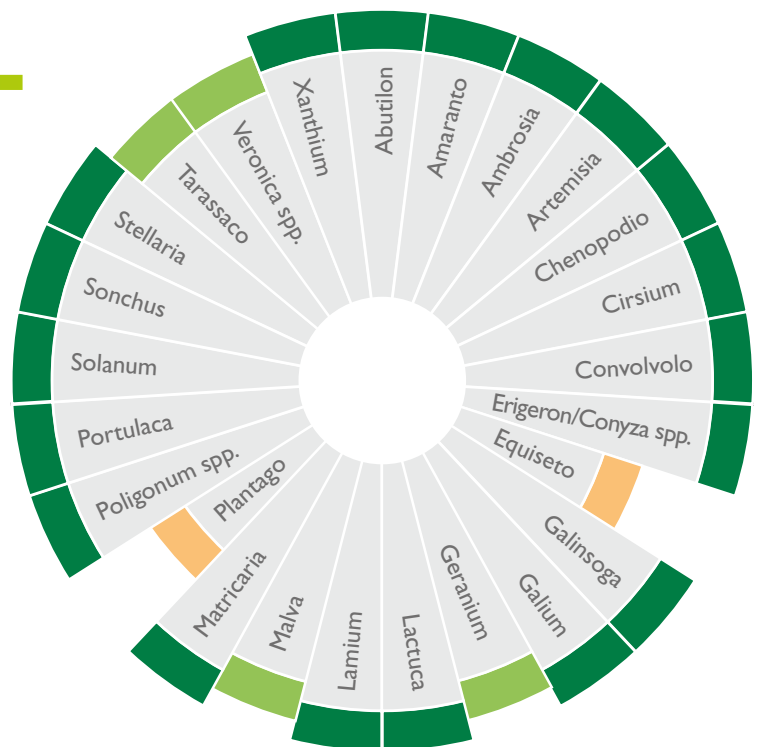 Abutilon
Amaranto
Ambrosia
Artemisia
Chenopodio
Cirsium
Convolvolo
Erigeron/Conyza spp.
Equiseto
Galinsoga
Galium
Geranium
Lactuca
Lamium
Malva
Matricaria
Plantago
Poligonum spp.
Portulaca
Solanum
Sonchus
Stellaria
Tarassaco
Veronica spp.
Xanthium